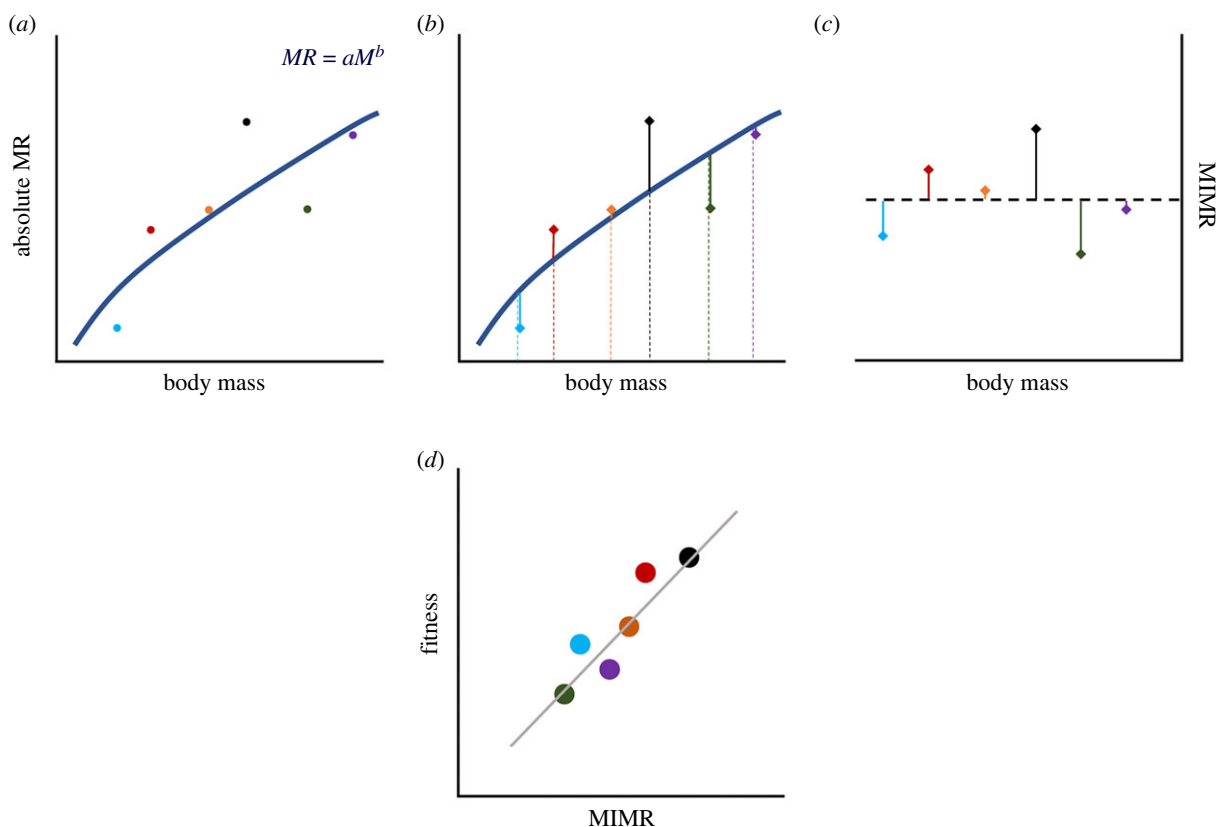 (a)
MR = aM^b
absolute MR
body mass
(b)
body mass
(c)
MIMR
body mass
(d)
fitness
MIMR